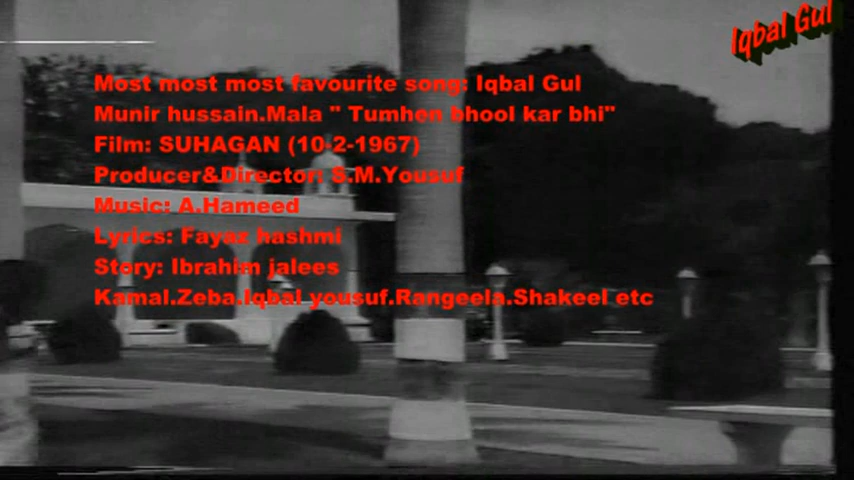 Iqbal Gul
Most most most favourite song: Iqbal Gul
Munir hussain.Mala " Tumhen bhool kar bhi"
Film: SUHAGAN (10-2-1967)
Producer&Director: S.M.Yousuf
Music: A.Hameed
Lyrics: Fayaz hashmi
Story: Ibrahim jalees
Kamal.Zeba.Iqbal yousuf.Rangeela.Shakeel etc